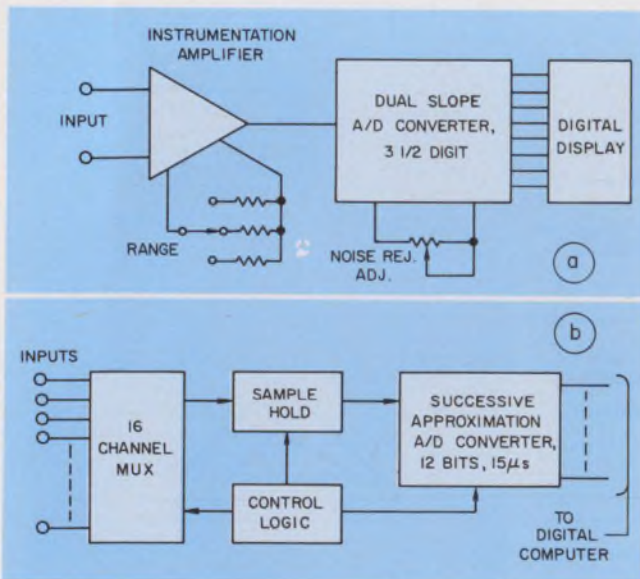 INSTRUMENTATION
AMPLIFIER
INPUT
RANGE
DUAL SLOPE
A/D CONVERTER,
3 1/2 DIGIT
DIGITAL
DISPLAY
NOISE REJ.
ADJ.
a
b
INPUTS
16
CHANNEL
MUX
SAMPLE
HOLD
CONTROL
LOGIC
SUCCESSIVE
APPROXIMATION
A/D CONVERTER,
12 BITS, 15μs
TO
DIGITAL
COMPUTER